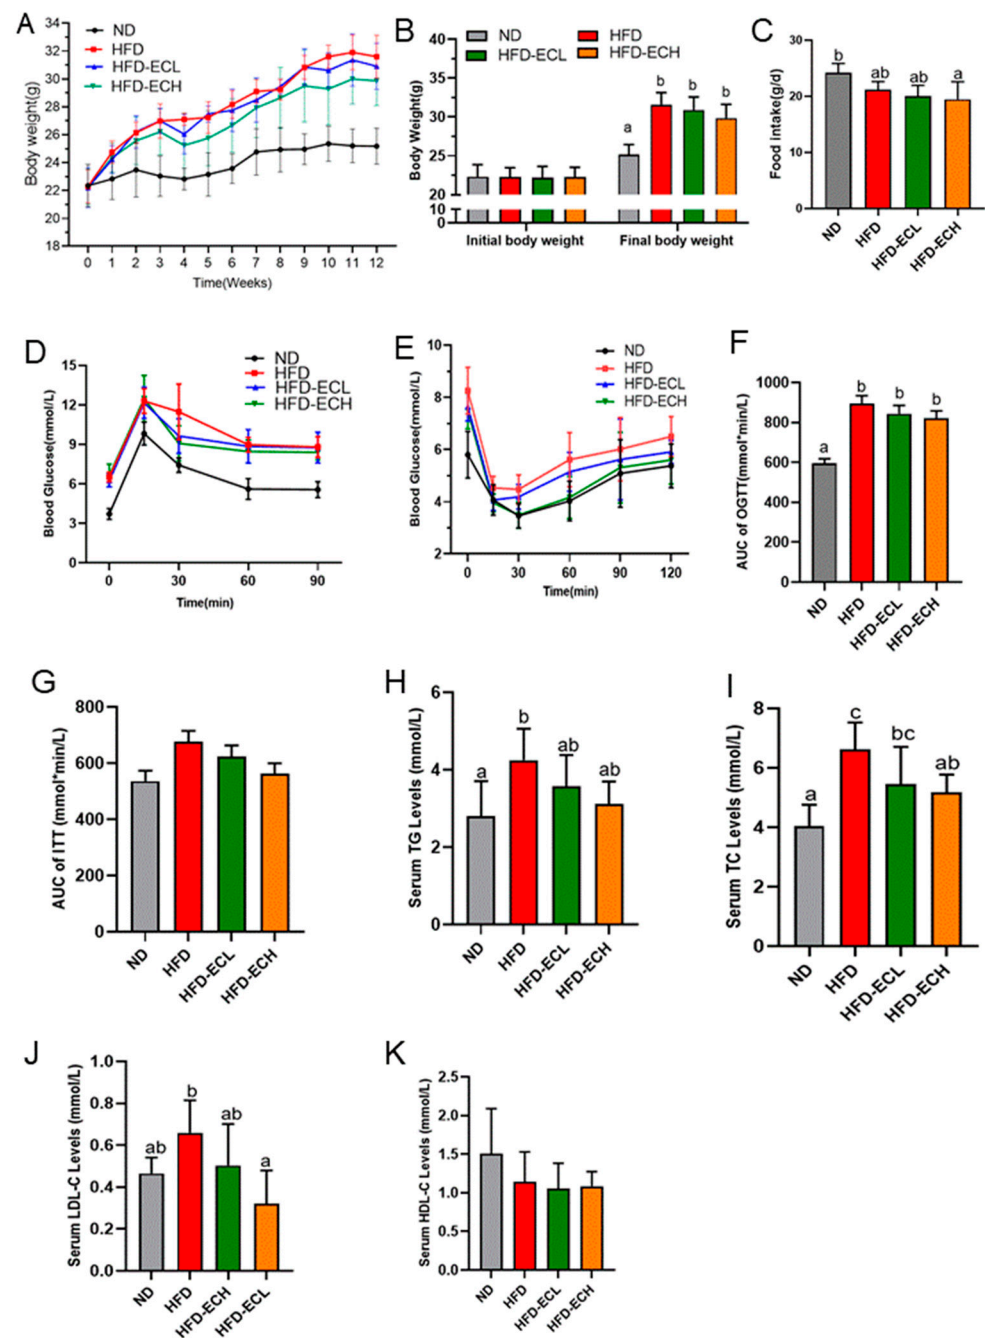 A
ND
HFD
HFD-ECL
HFD-ECH
Body weight(g)
34
32
30
28
26
24
22
20
18
0 1 2 3 4 5 6 7 8 9 10 11 12
Time(Weeks)
B
ND HFD
HFD-ECL HFD-ECH
Body Weight(g)
40
35
30
25
20
10
0
a b b b
Initial body weight Final body weight
C
Food intake(g/d)
30
20
10
0
b ab ab a
ND HFD HFD-ECL HFD-ECH
D
ND
HFD
HFD-ECL
HFD-ECH
Blood Glucose(mmol/L)
15
12
9
6
3
0
0 30 60 90
Time(min)
E
ND
HFD
HFD-ECL
HFD-ECH
Blood Glucose(mmol/L)
10
8
6
4
2
0 30 60 90 120
Time(min)
F
AUC of OGTT(mmol*min/L)
1000
800
600
400
200
0
a b b b
ND HFD HFD-ECL HFD-ECH
G
AUC of ITT (mmol*min/L)
800
600
400
200
0
ND HFD HFD-ECL HFD-ECH
H
Serum TG Levels (mmol/L)
6
4
2
0
a b ab ab
ND HFD HFD-ECL HFD-ECH
I
Serum TC Levels (mmol/L)
8
6
4
2
0
a c bc ab
ND HFD HFD-ECL HFD-ECH
J
Serum LDL-C Levels (mmol/L)
1.0
0.8
0.6
0.4
0.2
0.0
ab b ab a
ND HFD HFD-ECH HFD-ECL
K
Serum HDL-C Levels (mmol/L)
2.5
2.0
1.5
1.0
0.5
0.0
ND HFD HFD-ECL HFD-ECH